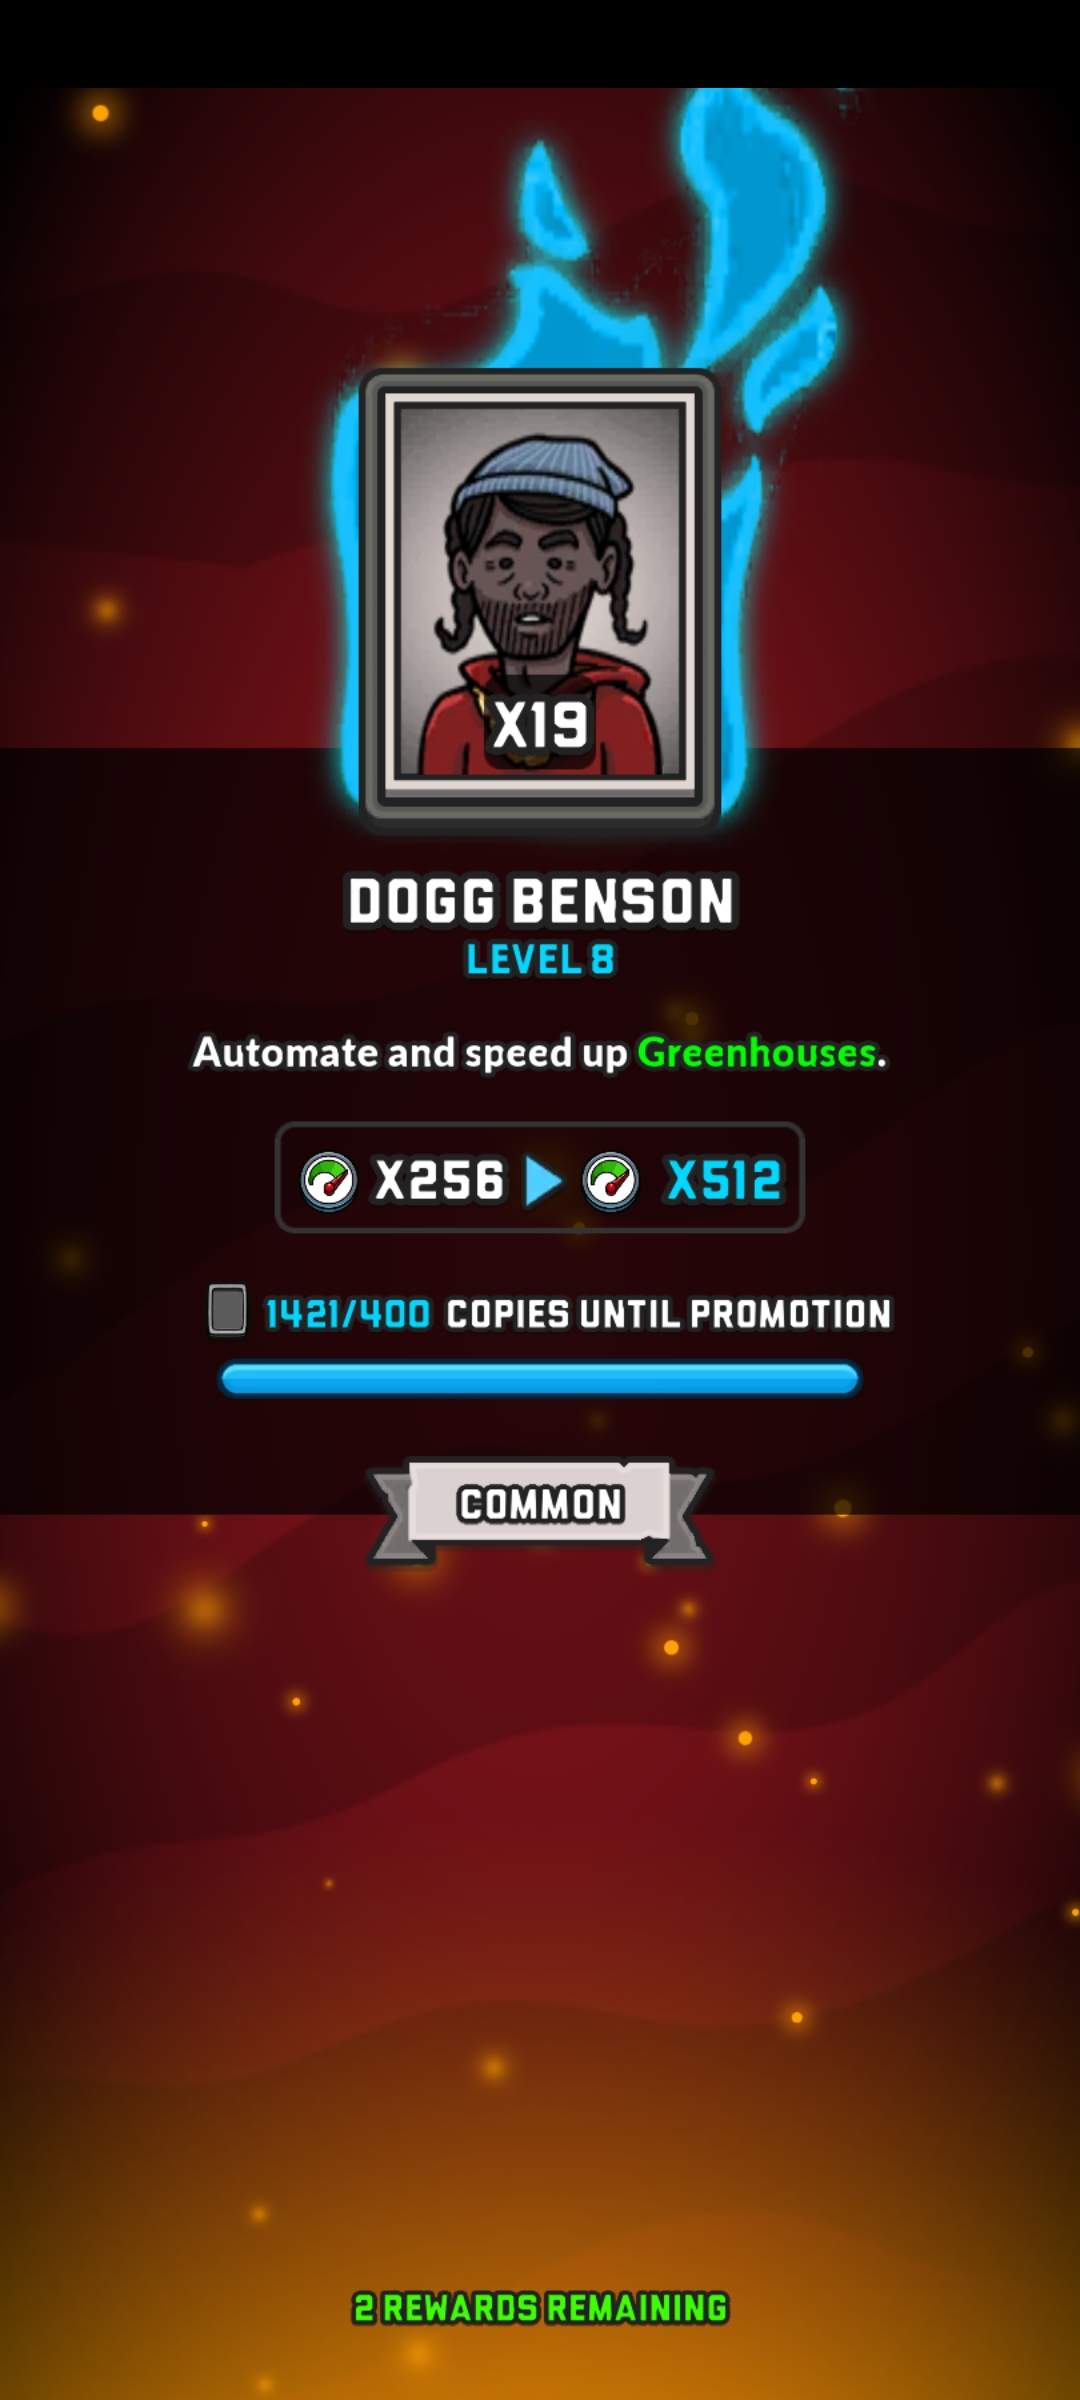 X19
DOGG BENSON
LEVEL 8
Automate and speed up Greenhouses.
X256 X512
1421/400 COPIES UNTIL PROMOTION
COMMON
2 REWARDS REMAINING